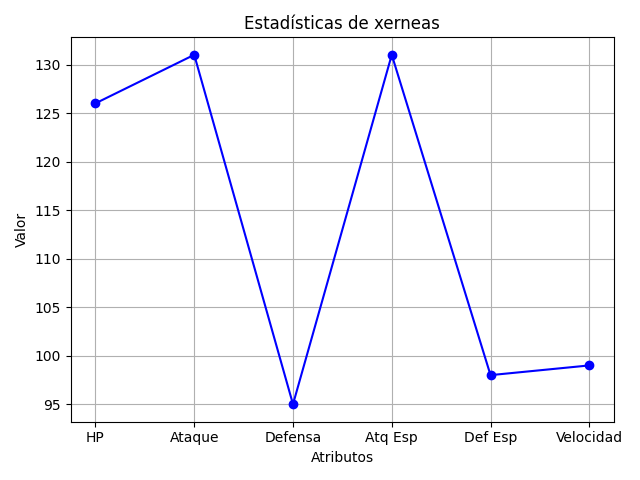 Estadísticas de xerneas
Valor
130
125
120
115
110
105
100
95
HP Ataque Defensa Atq Esp Def Esp Velocidad
Atributos